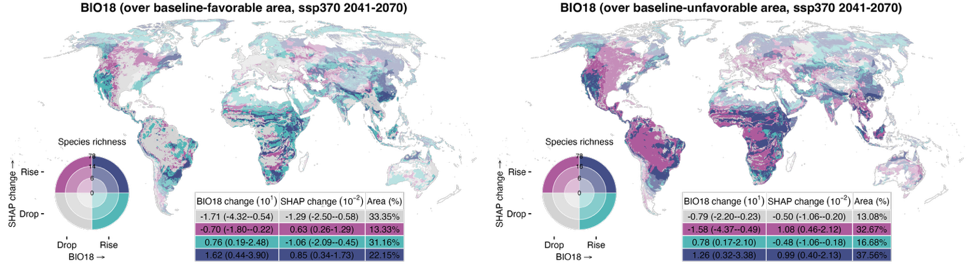 BIO18 (over baseline-favorable area, ssp370 2041-2070)
Species richness
SHAP change →
Rise
Drop
0
Drop
Rise
BIO18 →
BIO18 change (10¹) SHAP change (10⁻²) Area (%)
-1.71 (-4.32--0.54) -1.29 (-2.50--0.58) 33.35%
-0.70 (-1.80--0.22) 0.63 (0.26-1.29) 13.33%
0.76 (0.19-2.48) -1.06 (-2.09--0.45) 31.16%
1.62 (0.44-3.90) 0.85 (0.34-1.73) 22.15%
BIO18 (over baseline-unfavorable area, ssp370 2041-2070)
Species richness
SHAP change →
Rise
Drop
0
Drop
Rise
BIO18 →
BIO18 change (10¹) SHAP change (10⁻²) Area (%)
-0.79 (-2.20--0.23) -0.50 (-1.06--0.20) 13.08%
-1.58 (-4.37--0.49) 1.08 (0.46-2.12) 32.67%
0.78 (0.17-2.10) -0.48 (-1.06--0.18) 16.68%
1.26 (0.32-3.38) 0.99 (0.40-2.13) 37.56%